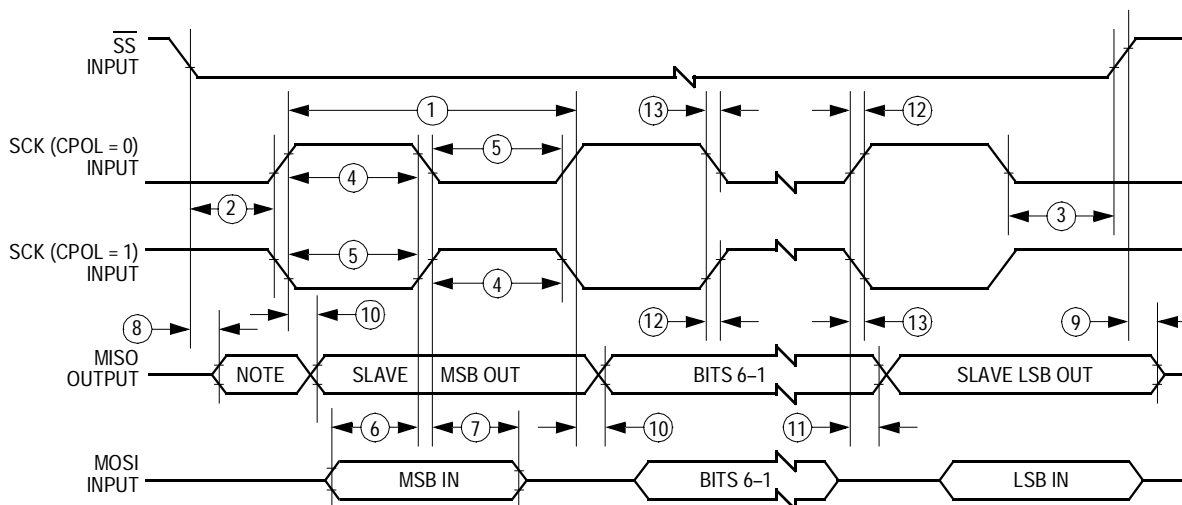 SS
INPUT
1
13
12
SCK (CPOL = 0)
INPUT
5
4
2
3
SCK (CPOL = 1)
INPUT
5
4
8
10
12
13
9
MISO
OUTPUT
NOTE
SLAVE MSB OUT
BITS 6–1
SLAVE LSB OUT
6
7
10
11
MOSI
INPUT
MSB IN
BITS 6–1
LSB IN